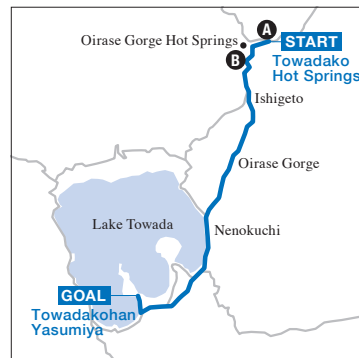 A
Oirase Gorge Hot Springs
START
B
Towadako
Hot Springs
Ishigeto
Oirase Gorge
Lake Towada
Nenokuchi
GOAL
Towadakohan
Yasumiya